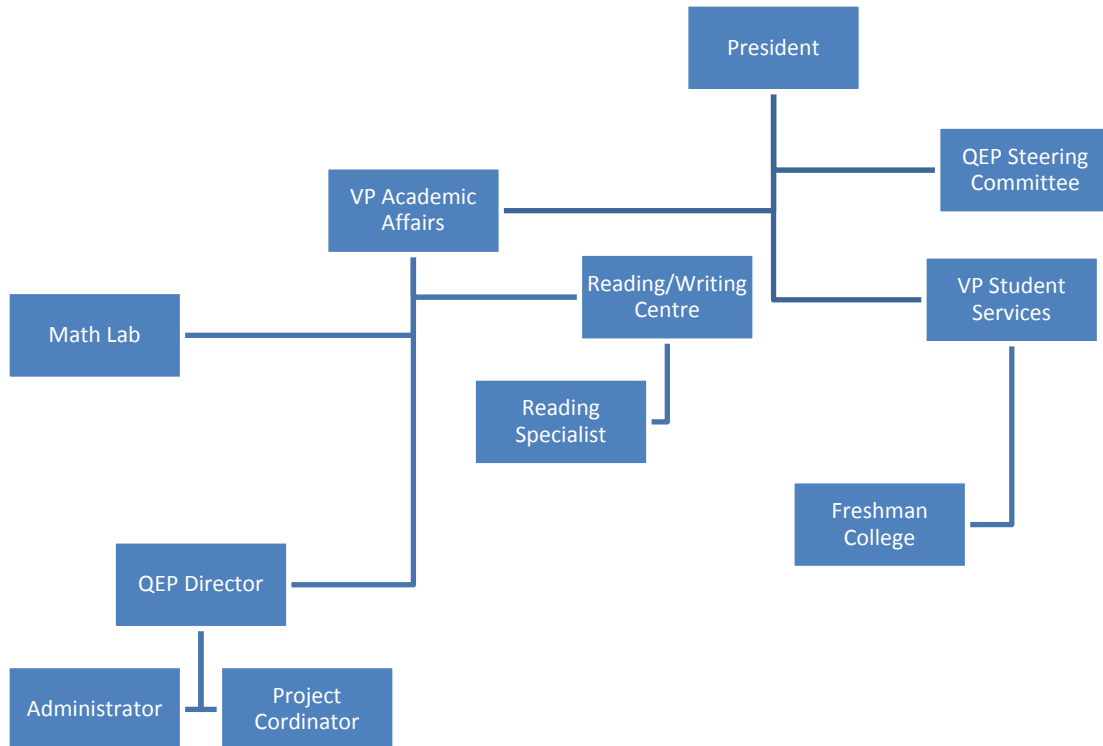 President
QEP Steering
Committee
VP Academic
Affairs
Reading/Writing
Centre
VP Student
Services
Math Lab
Reading
Specialist
Freshman
College
QEP Director
Administrator
Project
Cordinator